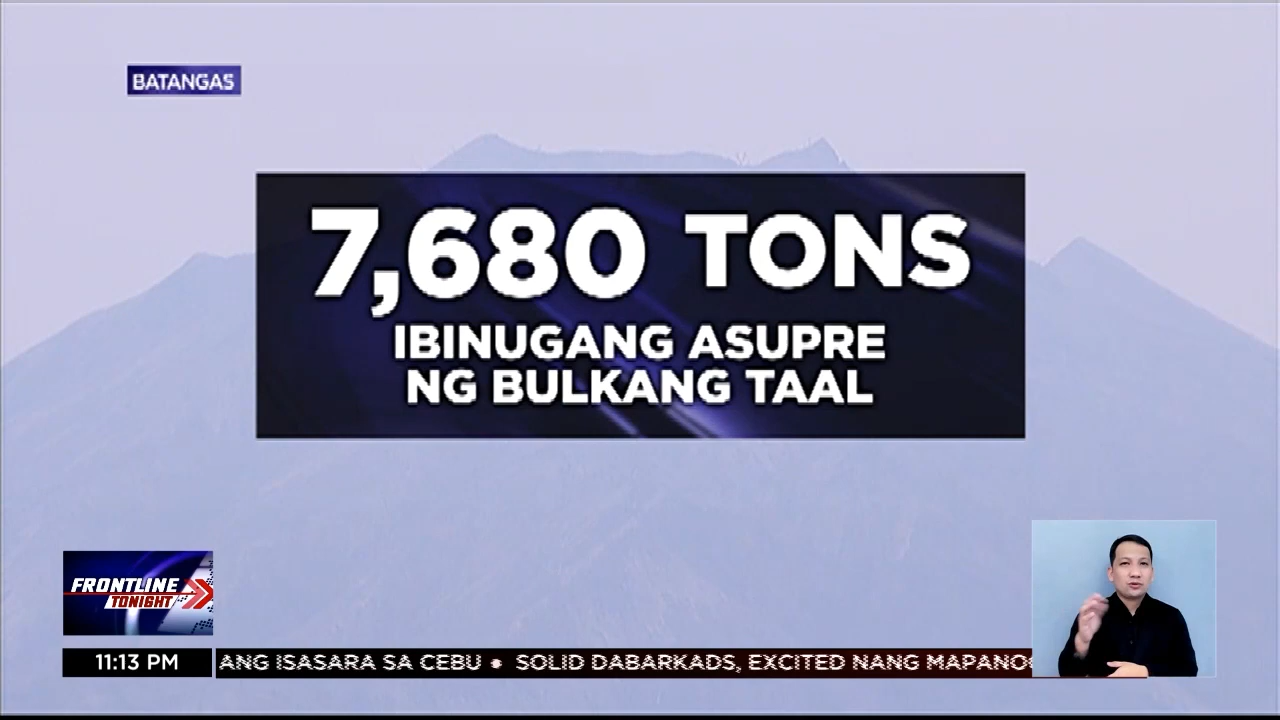 BATANGAS
7,680 TONS
IBINUGANG ASUPRE
NG BULKANG TAAL
FRONTLINE
TONIGHT
11:13 PM
ANG ISASARA SA CEBU • SOLID DABARKADS, EXCITED NANG